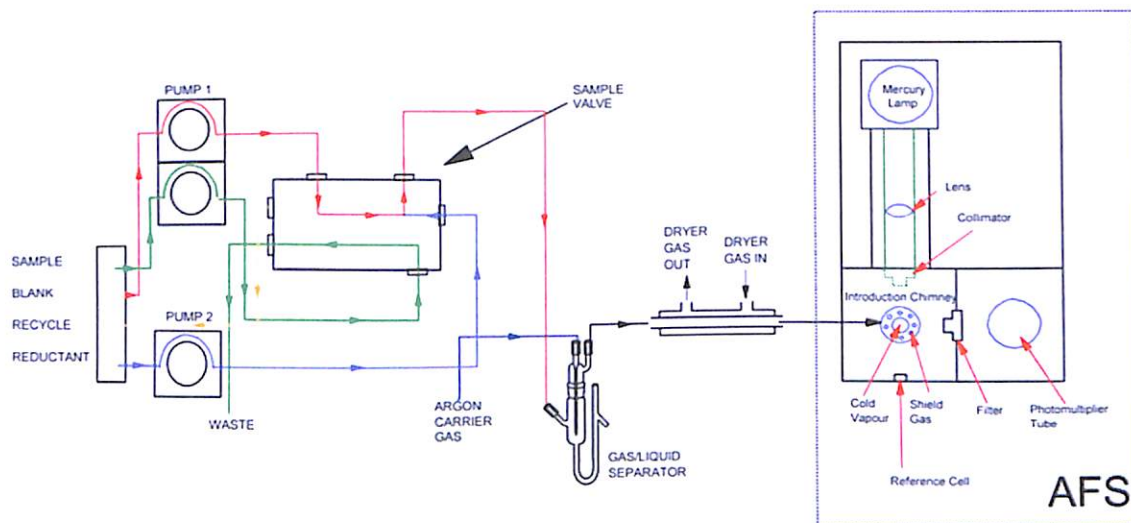 PUMP 1
SAMPLE
VALVE
Mercury
Lamp
Lens
Collimator
SAMPLE
BLANK
RECYCLE
REDUCTANT
PUMP 2
DRYER
GAS
OUT
DRYER
GAS IN
Introduction Chimney
WASTE
ARGON
CARRIER
GAS
GAS/LIQUID
SEPARATOR
Cold
Vapour
Shield
Gas
Filter
Photomultiplier
Tube
Reference Cell
AFS